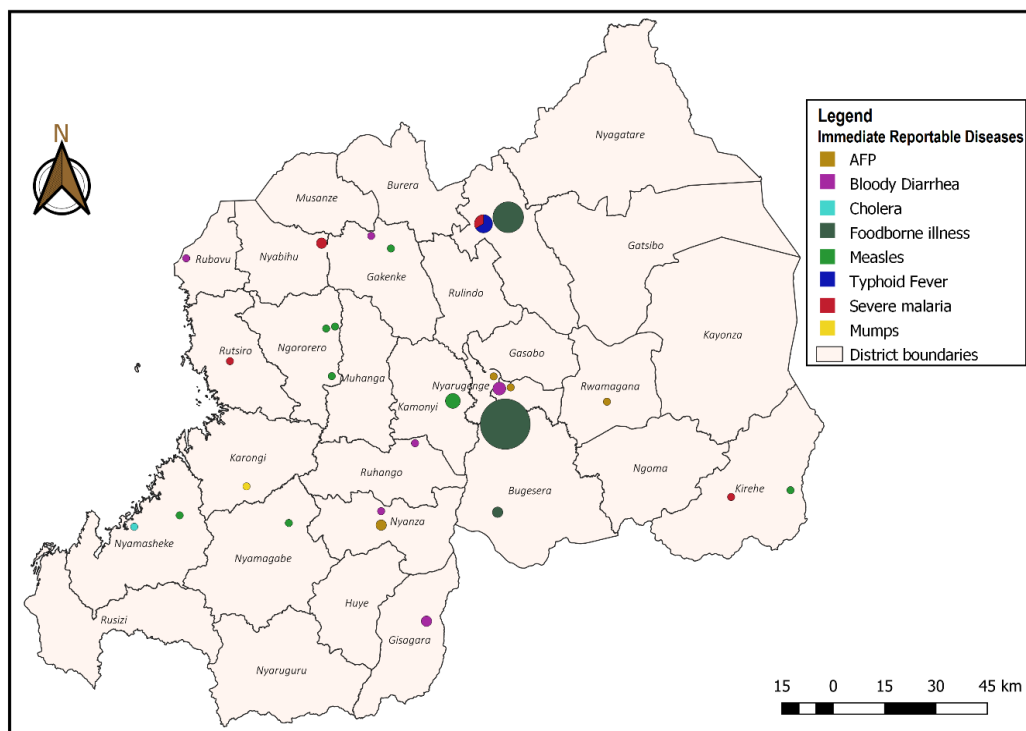 N
Nyagatare
Burera
Musanze
Gatsibo
Rubavu
Nyabihu
Gakenke
Rulindo
Kayonza
Gasabo
Rutsiro
Ngororero
Muhanga
Nyarugenge
Rwamagana
Kamonyi
Karongi
Ruhango
Ngoma
Bugesera
Kirehe
Nyanza
Nyamasheke
Nyamagabe
Huye
Rusizi
Gisagara
Nyaruguru
Legend
Immediate Reportable Diseases
AFP
Bloody Diarrhea
Cholera
Foodborne illness
Measles
Typhoid Fever
Severe malaria
Mumps
District boundaries
15 0 15 30 45 km